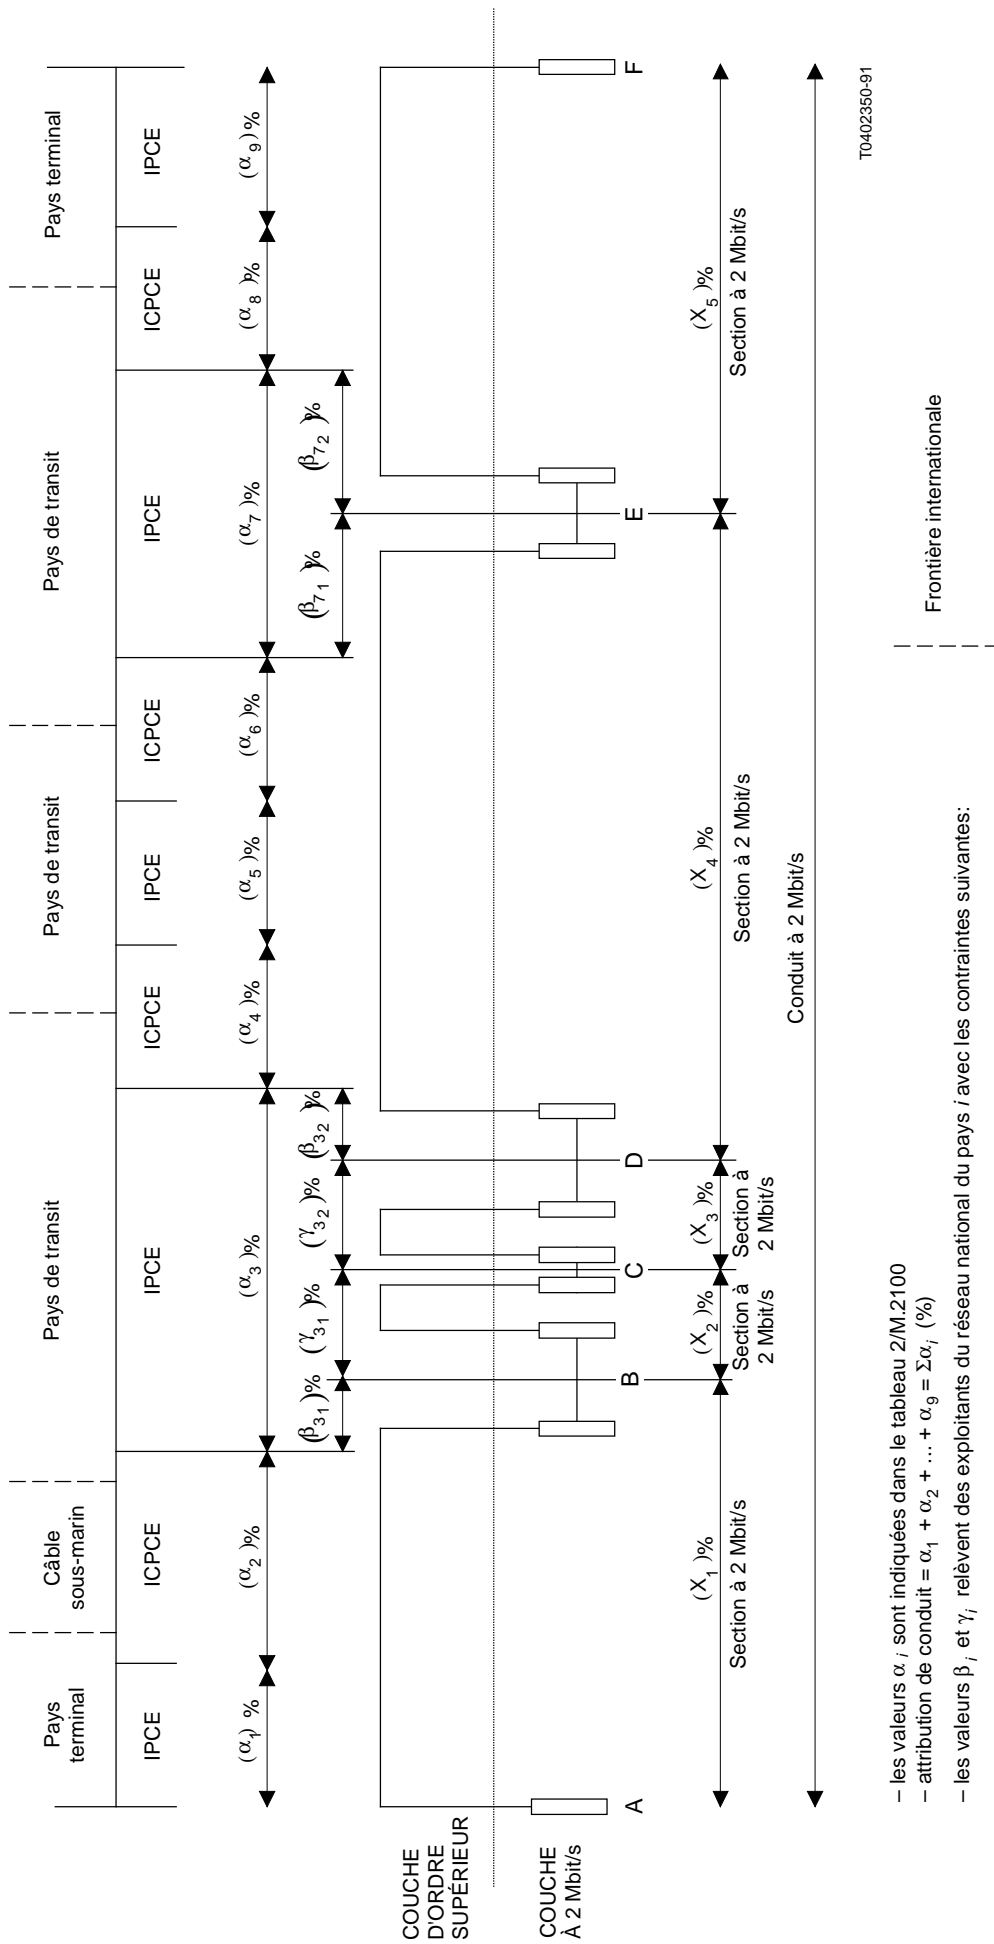 Pays
terminal
Câble
sous-marin
Pays de transit
Pays de transit
Pays de transit
Pays terminal
IPCE
ICPCE
IPCE
ICPCE
IPCE
ICPCE
IPCE
ICPCE
IPCE
(α₁) %
(α₂)%
(α₃)%
(α₄)%
(α₅)%
(α₆)%
(α₇)%
(α₈)%
(α₉)%
(β₃₁)%
(γ₃₁)%
(γ₃₂)%
(β₃₂)%
(β₇₁)%
(β₇₂)%
COUCHE
D'ORDRE
SUPÉRIEUR
COUCHE
À 2 Mbit/s
A
B
C
D
E
F
(X₁)%
Section à 2 Mbit/s
(X₂)%
Section à
2 Mbit/s
(X₃)%
Section à
2 Mbit/s
(X₄)%
Section à 2 Mbit/s
(X₅)%
Section à 2 Mbit/s
Conduit à 2 Mbit/s
T0402350-91
– les valeurs αᵢ sont indiquées dans le tableau 2/M.2100
– attribution de conduit = α₁ + α₂ + ... + α₉ = Σαᵢ (%)
– les valeurs βᵢ et γᵢ relèvent des exploitants du réseau national du pays i avec les contraintes suivantes:
Frontière internationale